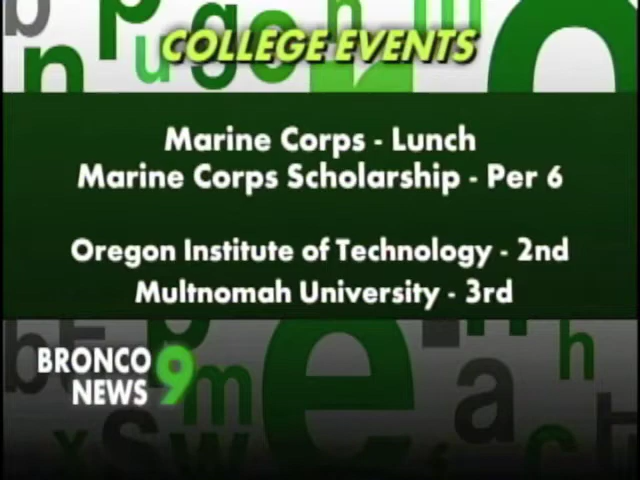 COLLEGE EVENTS
Marine Corps - Lunch
Marine Corps Scholarship - Per 6
Oregon Institute of Technology - 2nd
Multnomah University - 3rd
BRONCO
NEWS 9